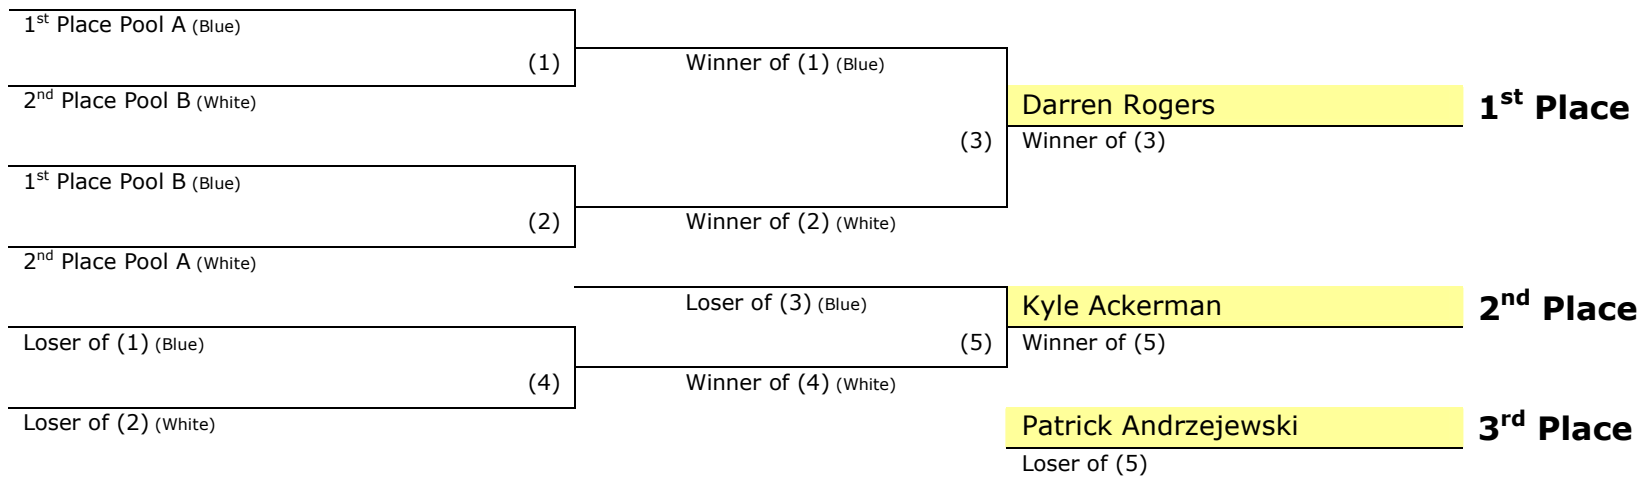 1st Place Pool A (Blue)
(1)
Winner of (1) (Blue)
2nd Place Pool B (White)
Darren Rogers
1st Place
(3)
Winner of (3)
1st Place Pool B (Blue)
(2)
Winner of (2) (White)
2nd Place Pool A (White)
Loser of (3) (Blue)
Kyle Ackerman
2nd Place
Loser of (1) (Blue)
(5)
Winner of (5)
(4)
Winner of (4) (White)
Loser of (2) (White)
Patrick Andrzejewski
3rd Place
Loser of (5)